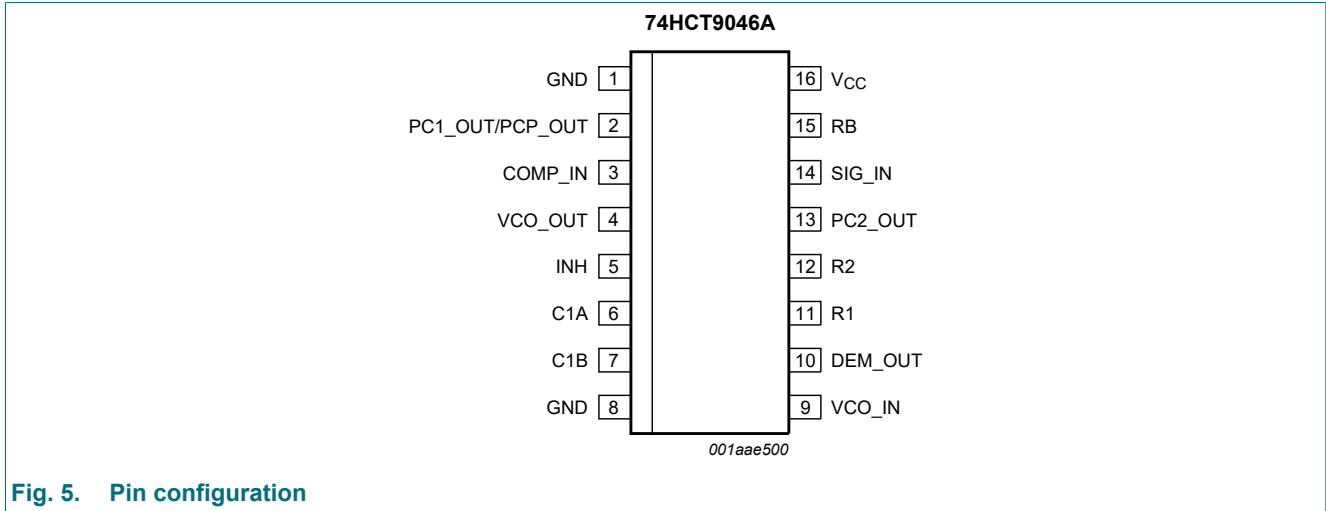 74HCT9046A
GND 1
16 VCC
PC1_OUT/PCP_OUT 2
15 RB
COMP_IN 3
14 SIG_IN
VCO_OUT 4
13 PC2_OUT
INH 5
12 R2
C1A 6
11 R1
C1B 7
10 DEM_OUT
GND 8
9 VCO_IN
001aae500
Fig. 5. Pin configuration